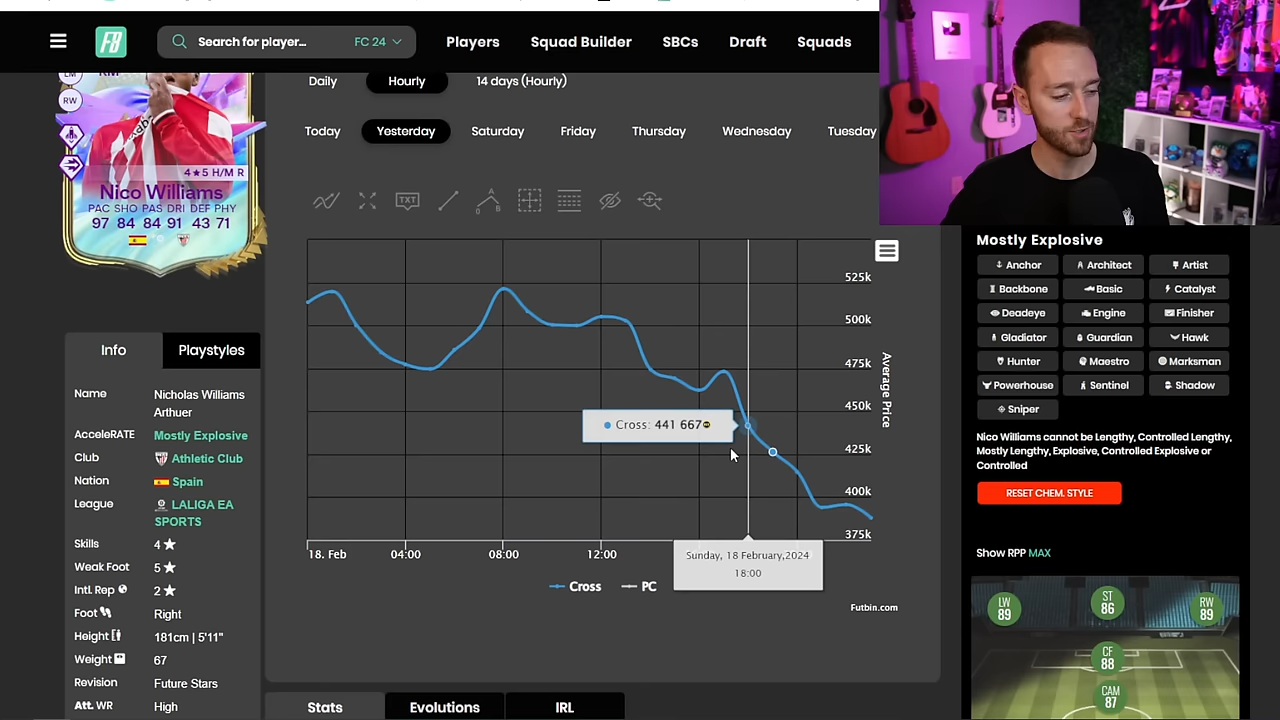 FB
Search for player...
FC 24
Players
Squad Builder
SBCs
Draft
Squads
Daily
Hourly
14 days (Hourly)
Today
Yesterday
Saturday
Friday
Thursday
Wednesday
Tuesday
RW
4★5 H/M R
Nico Williams
PAC SHO PAS DRI DEF PHY
97 84 84 91 43 71
TXT
525k
500k
475k
450k
425k
400k
375k
Average Price
Cross: 441 667
18. Feb
04:00
08:00
12:00
Sunday, 18 February,2024
18:00
Cross
PC
Futbin.com
Info
Playstyles
Name
Nicholas Williams
Arthuer
AcceleRATE
Mostly Explosive
Club
Athletic Club
Nation
Spain
League
LALIGA EA
SPORTS
Skills
4★
Weak Foot
5★
Intl. Rep
2★
Foot
Right
Height
181cm | 5'11"
Weight
67
Revision
Future Stars
Att. WR
High
Stats
Evolutions
IRL
Mostly Explosive
Anchor
Architect
Artist
Backbone
Basic
Catalyst
Deadeye
Engine
Finisher
Gladiator
Guardian
Hawk
Hunter
Maestro
Marksman
Powerhouse
Sentinel
Shadow
Sniper
Nico Williams cannot be Lengthy, Controlled Lengthy,
Mostly Lengthy, Explosive, Controlled Explosive or
Controlled
RESET CHEM. STYLE
Show RPP MAX
LW
89
ST
86
RW
89
CF
88
CAM
87